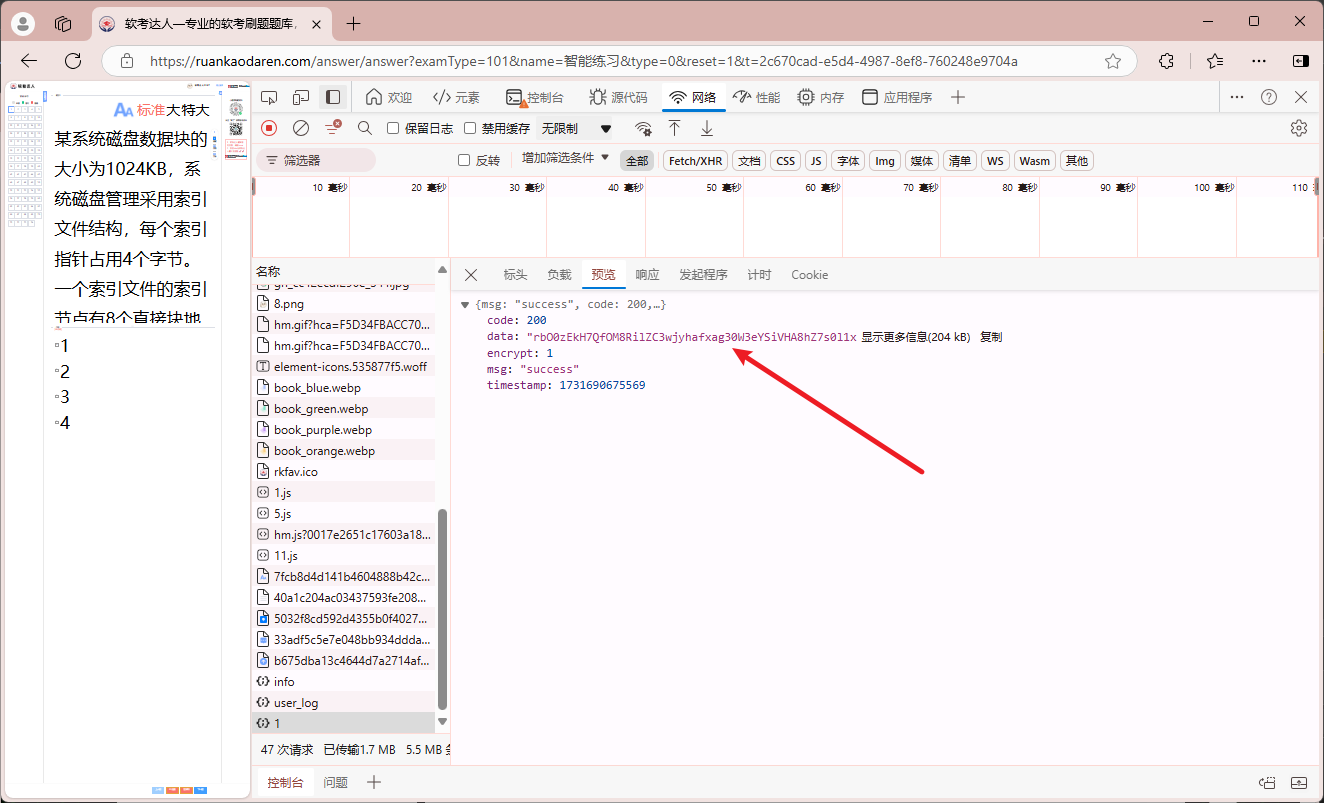 软考达人—专业的软考刷题题库,
https://ruankaodaren.com/answer/answer?examType=101&name=智能练习&type=0&reset=1&t=2c670cad-e5d4-4987-8ef8-760248e9704a
软考达人
AA 标准大特大
某系统磁盘数据块的
大小为1024KB，系
统磁盘管理采用索引
文件结构，每个索引
指针占用4个字节。
一个索引文件的索引
节点有8个直接块地
1
2
3
4
欢迎 </> 元素 控制台 源代码 网络 性能 内存 应用程序
保留日志 禁用缓存 无限制
筛选器 反转 增加筛选条件 全部 Fetch/XHR 文档 CSS JS 字体 Img 媒体 清单 WS Wasm 其他
10 毫秒 20 毫秒 30 毫秒 40 毫秒 50 毫秒 60 毫秒 70 毫秒 80 毫秒 90 毫秒 100 毫秒 110
名称
8.png
hm.gif?hca=F5D34FBACC70...
hm.gif?hca=F5D34FBACC70...
element-icons.535877f5.woff
book_blue.webp
book_green.webp
book_purple.webp
book_orange.webp
rkfav.ico
1.js
5.js
hm.js?0017e2651c17603a18...
11.js
7fcb8d4d141b4604888b42c...
40a1c204ac03437593fe208...
5032f8cd592d4355b0f4027...
33adf5c5e7e048bb934ddda...
b675dba13c4644d7a2714af...
info
user_log
1
47 次请求 已传输1.7 MB 5.5 MB
标头 负载 预览 响应 发起程序 计时 Cookie
{msg: "success", code: 200,…}
code: 200
data: "rbO0zEkH7QfOM8RilZC3wjyhafxag30W3eYSiVHA8hZ7s0l1x 显示更多信息(204 kB) 复制
encrypt: 1
msg: "success"
timestamp: 1731690675569
控制台 问题